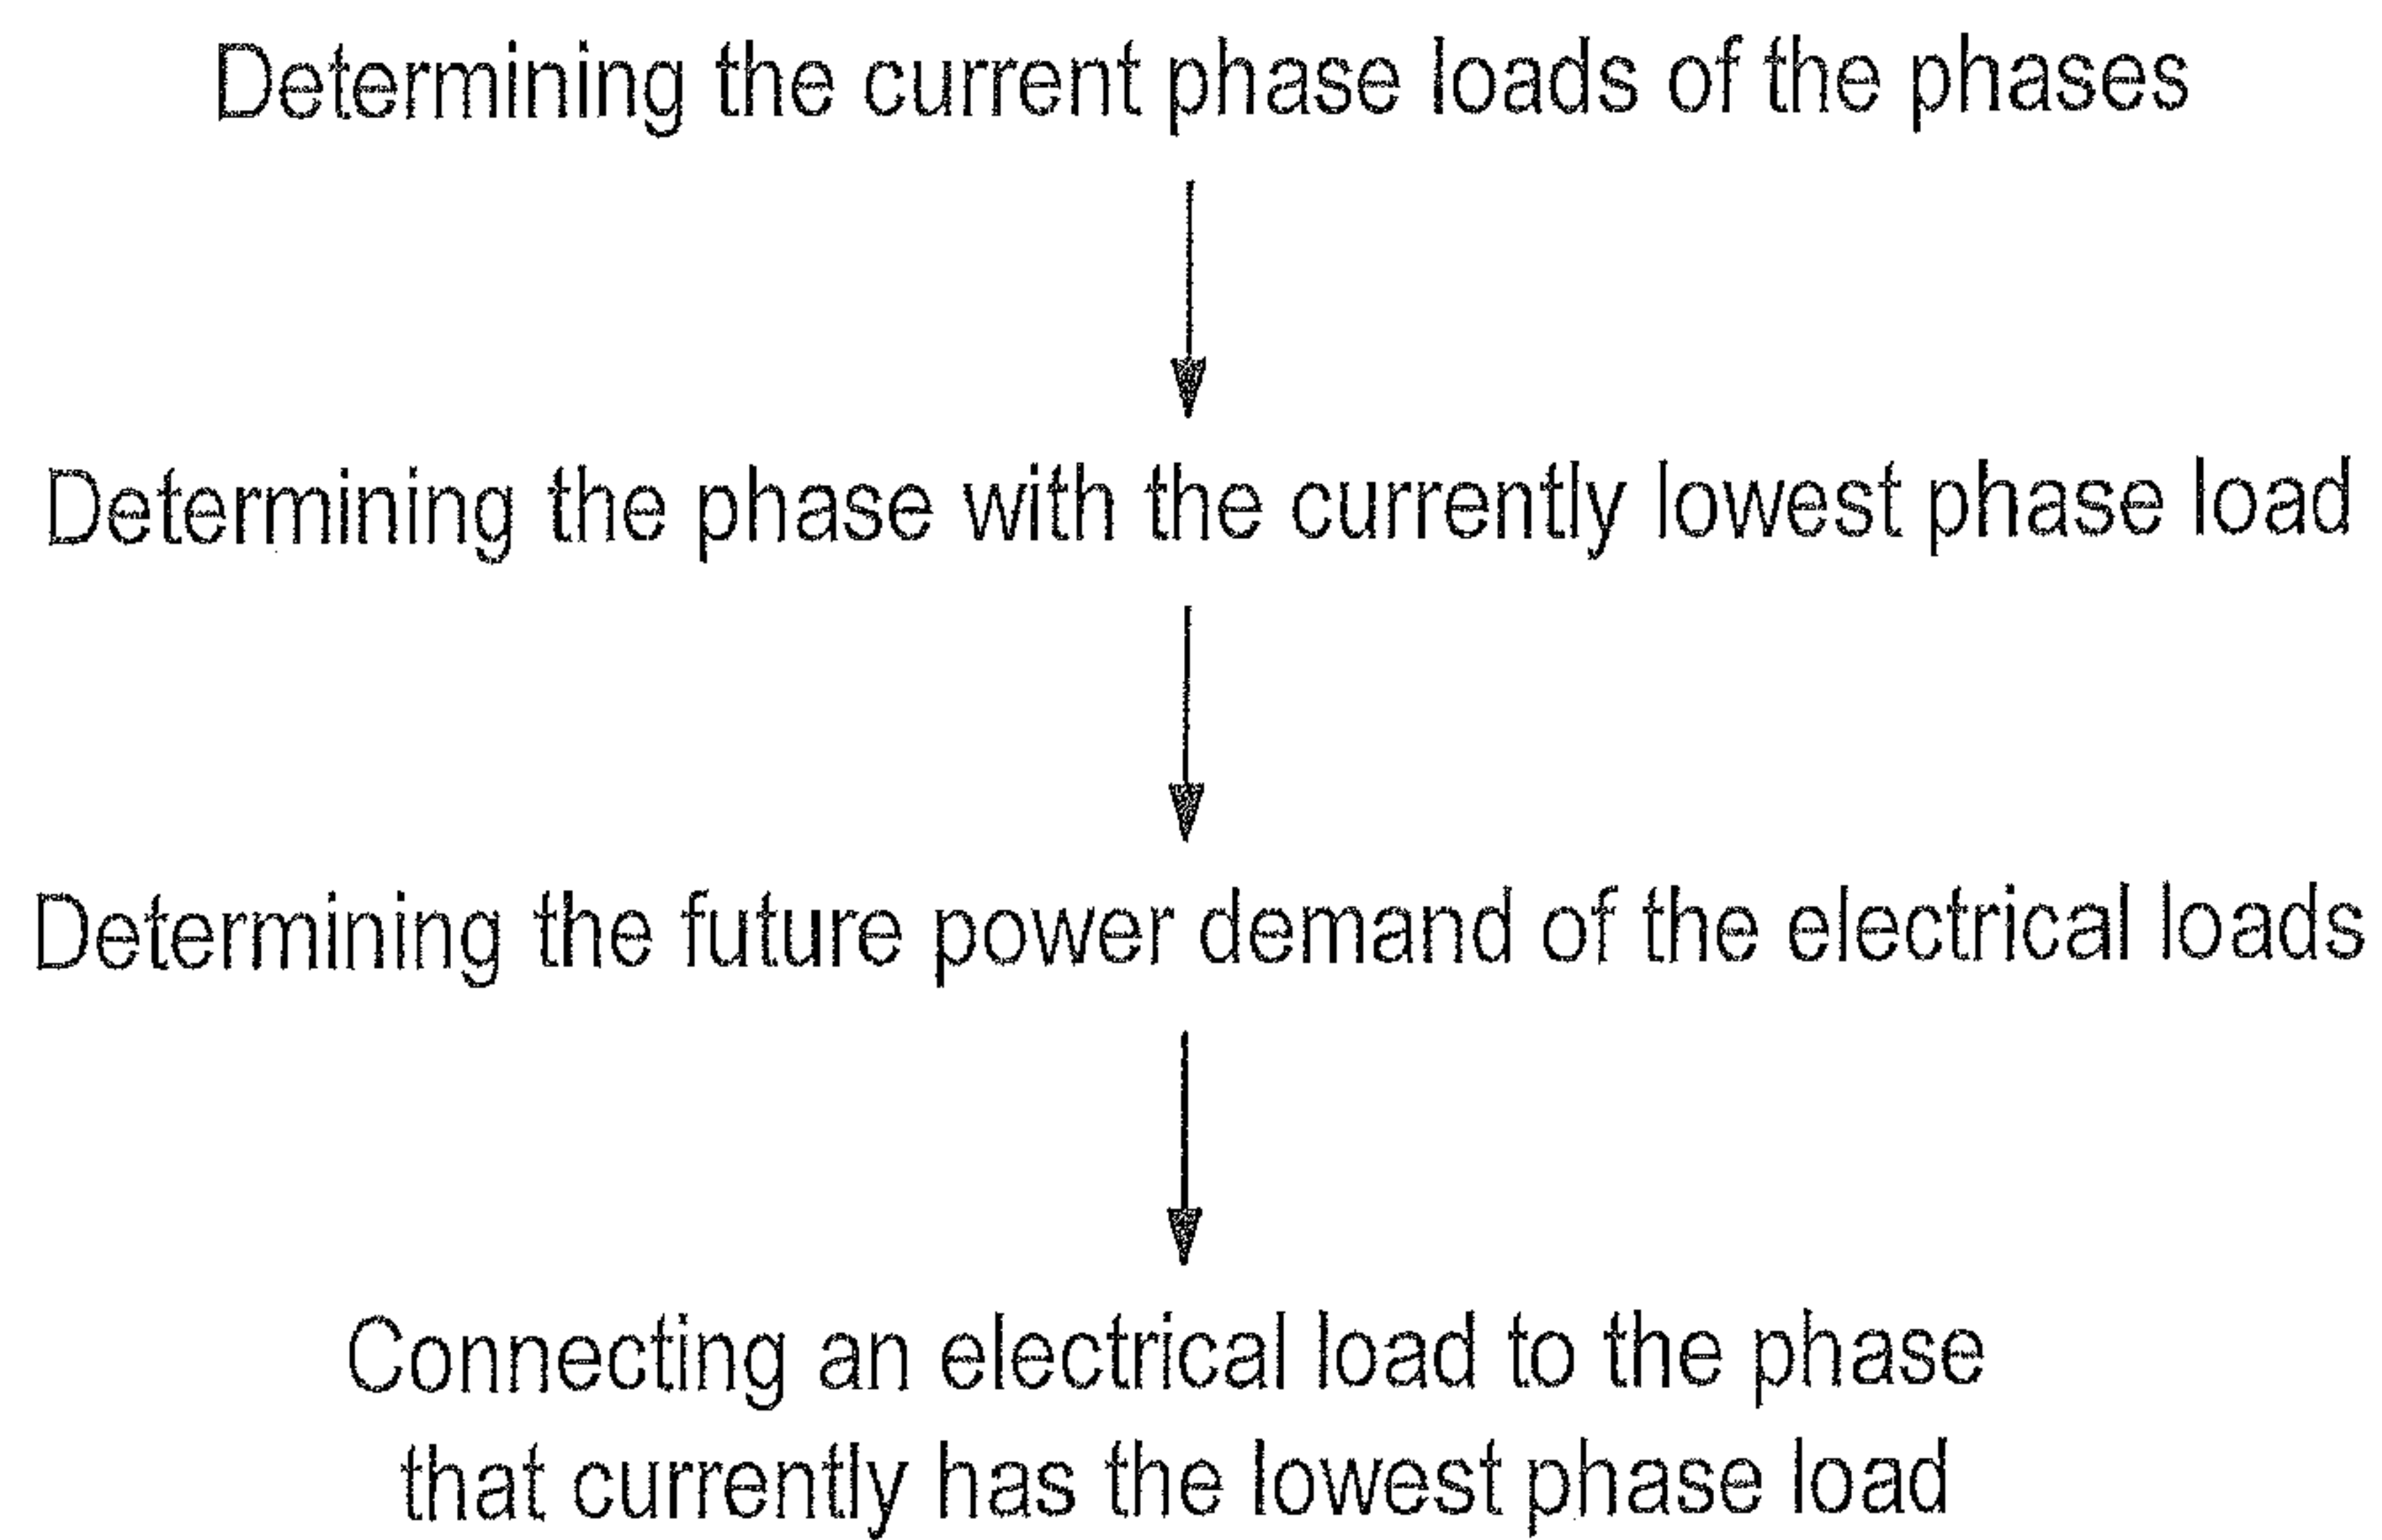 Determining the current phase loads of the phases
Determining the phase with the currently lowest phase load
Determining the future power demand of the electrical loads
Connecting an electrical load to the phase
that currently has the lowest phase load